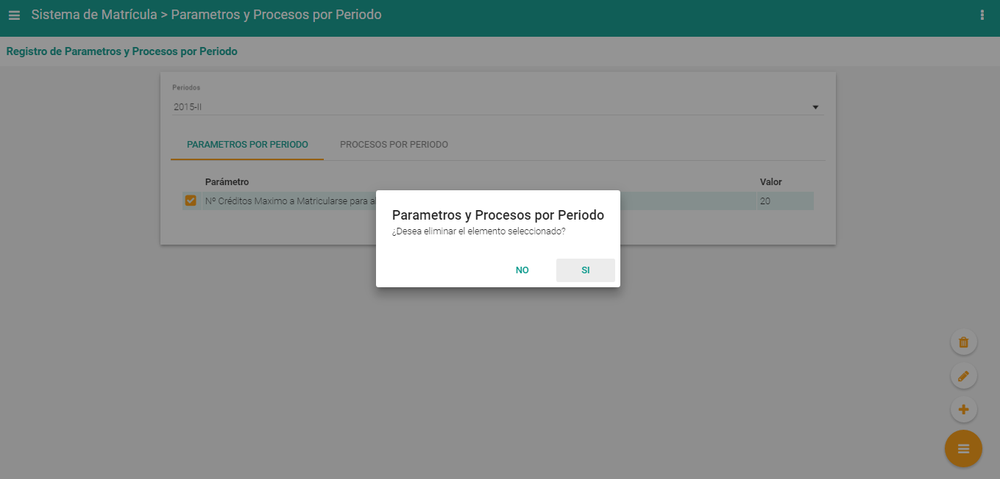 Sistema de Matrícula > Parametros y Procesos por Periodo
Registro de Parametros y Procesos por Periodo
Periodos
2015-II
PARAMETROS POR PERIODO PROCESOS POR PERIODO
Parámetro Valor
Nº Créditos Maximo a Matricularse para 20
Parametros y Procesos por Periodo
¿Desea eliminar el elemento seleccionado?
NO SI